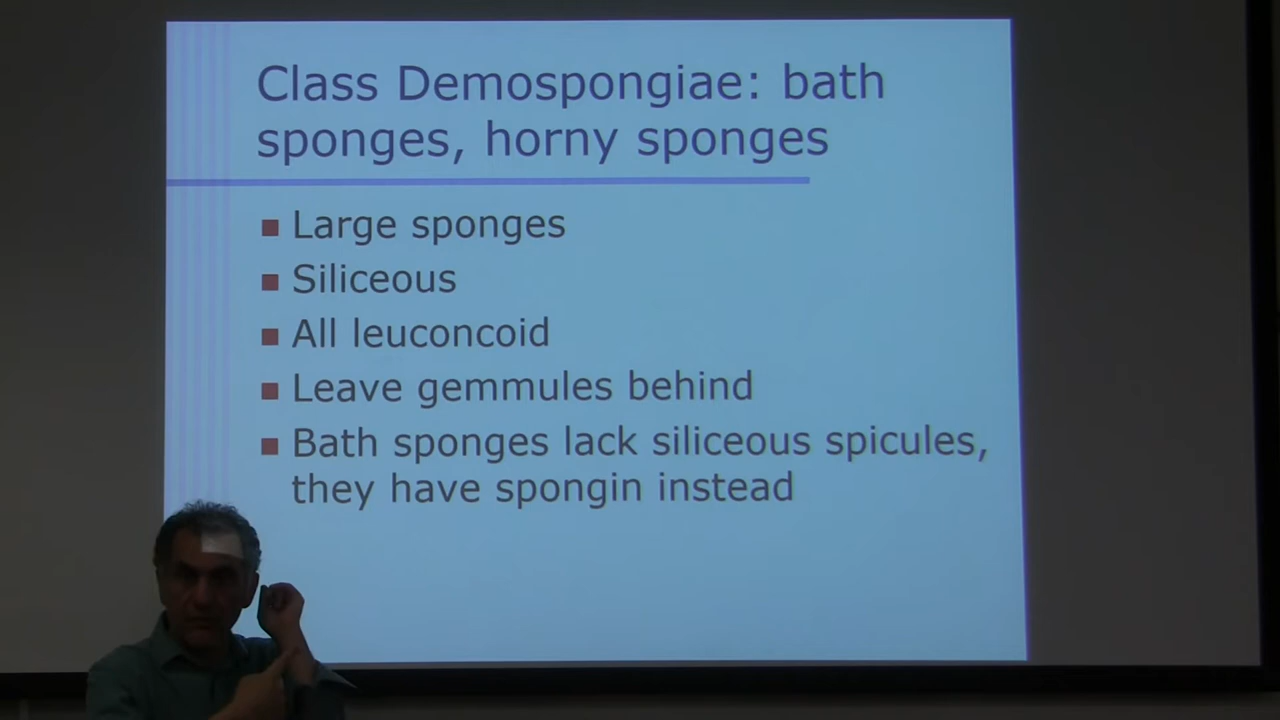 Class Demospongiae: bath
sponges, horny sponges
Large sponges
Siliceous
All leuconcoid
Leave gemmules behind
Bath sponges lack siliceous spicules,
they have spongin instead